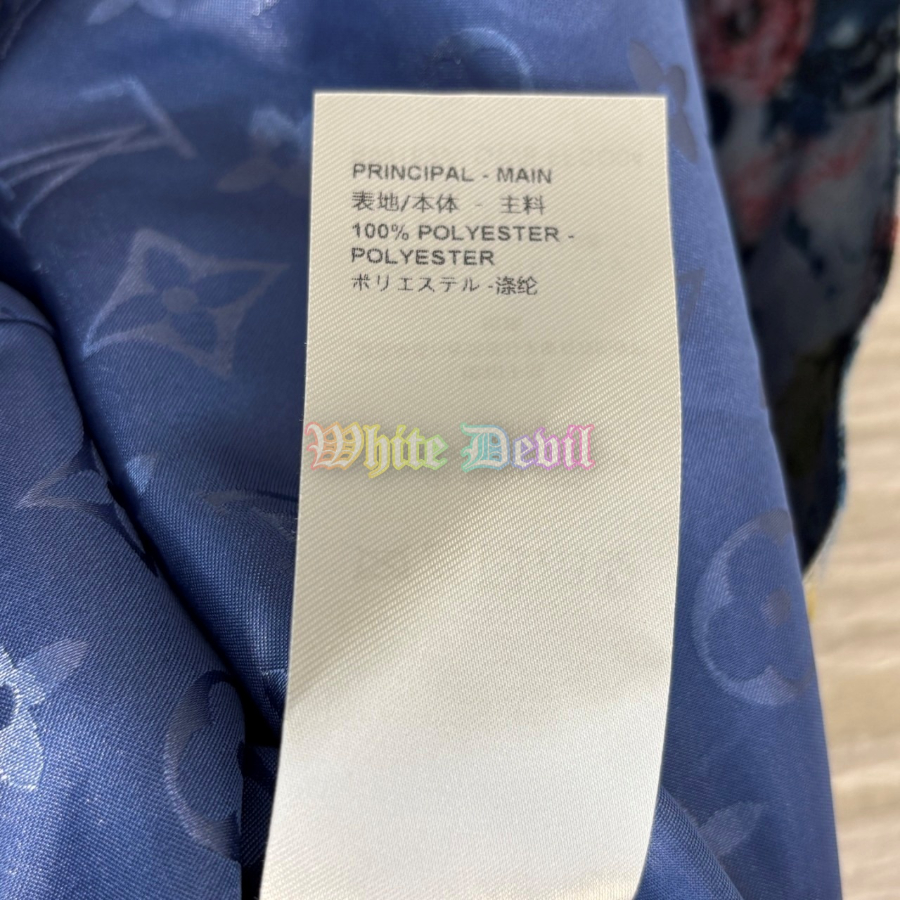 PRINCIPAL - MAIN
表地/本体 - 主料
100% POLYESTER -
POLYESTER
ポリエステル -涤纶
White Devil